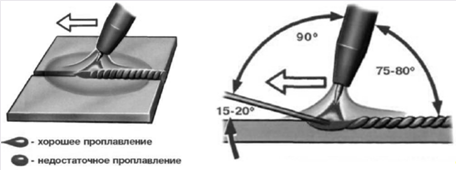 90°
75-80°
15-20°
- хорошее проплавление
- недостаточное проплавление